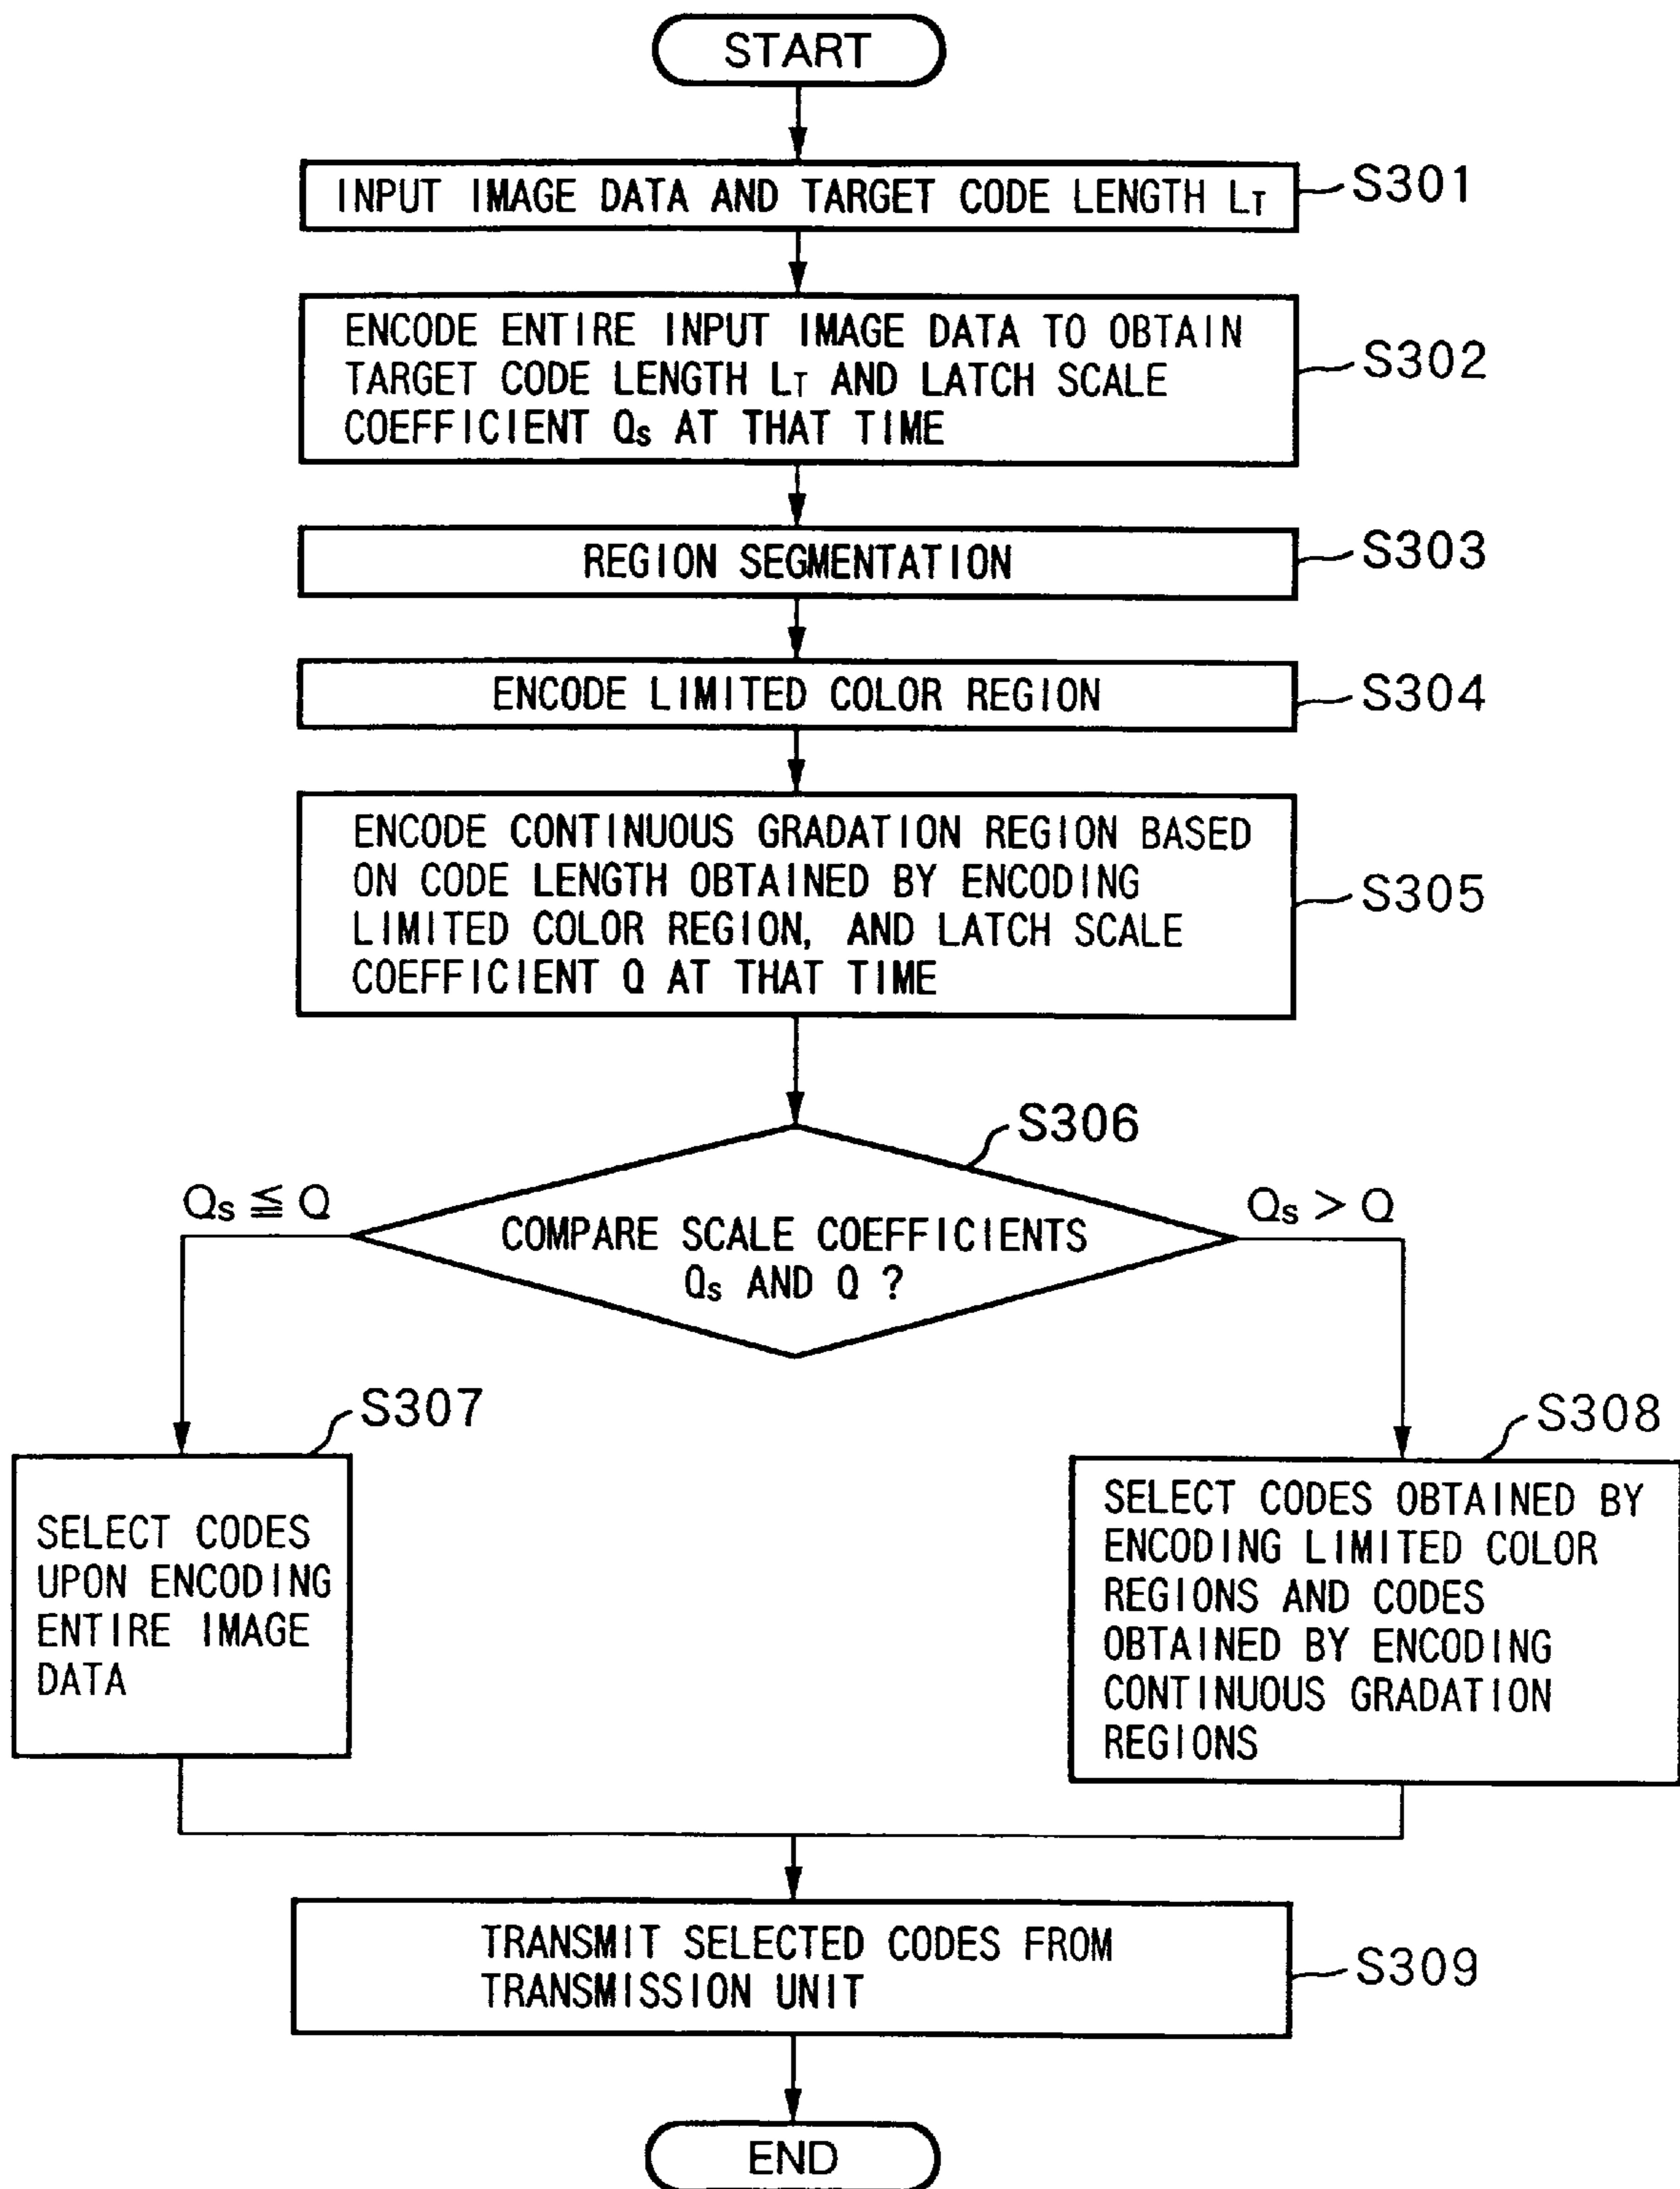 START
INPUT IMAGE DATA AND TARGET CODE LENGTH LT
S301
ENCODE ENTIRE INPUT IMAGE DATA TO OBTAIN
TARGET CODE LENGTH LT AND LATCH SCALE
COEFFICIENT Qs AT THAT TIME
S302
REGION SEGMENTATION
S303
ENCODE LIMITED COLOR REGION
S304
ENCODE CONTINUOUS GRADATION REGION BASED
ON CODE LENGTH OBTAINED BY ENCODING
LIMITED COLOR REGION, AND LATCH SCALE
COEFFICIENT Q AT THAT TIME
S305
S306
Qs ≦ Q
Qs > Q
COMPARE SCALE COEFFICIENTS
Qs AND Q ?
S307
SELECT CODES
UPON ENCODING
ENTIRE IMAGE
DATA
S308
SELECT CODES OBTAINED BY
ENCODING LIMITED COLOR
REGIONS AND CODES
OBTAINED BY ENCODING
CONTINUOUS GRADATION
REGIONS
TRANSMIT SELECTED CODES FROM
TRANSMISSION UNIT
S309
END